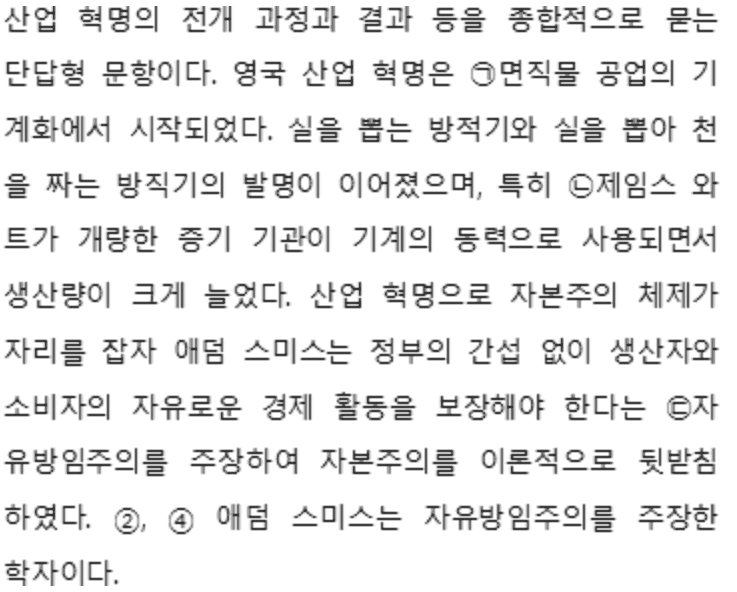 산업 혁명의 전개 과정과 결과 등을 종합적으로 묻는
단답형 문항이다. 영국 산업 혁명은 ㉠면직물 공업의 기
계화에서 시작되었다. 실을 뽑는 방적기와 실을 뽑아 천
을 짜는 방직기의 발명이 이어졌으며, 특히 ㉡제임스 와
트가 개량한 증기 기관이 기계의 동력으로 사용되면서
생산량이 크게 늘었다. 산업 혁명으로 자본주의 체제가
자리를 잡자 애덤 스미스는 정부의 간섭 없이 생산자와
소비자의 자유로운 경제 활동을 보장해야 한다는 ㉢자
유방임주의를 주장하여 자본주의를 이론적으로 뒷받침
하였다. ②, ④ 애덤 스미스는 자유방임주의를 주장한
학자이다.